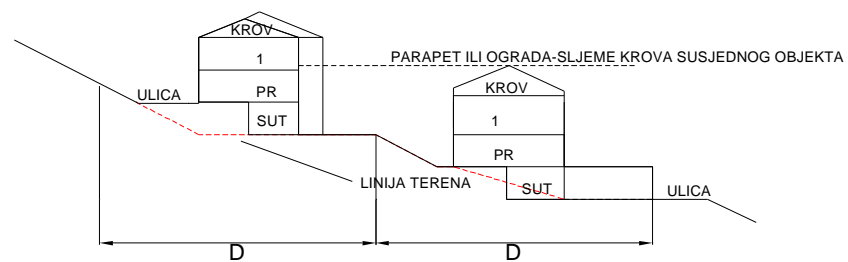 KROV
1
PARAPET ILI OGRADA-SLJEME KROVA SUSJEDNOG OBJEKTA
ULICA
PR
KROV
SUT
1
PR
LINIJA TERENA
SUT
ULICA
D
D